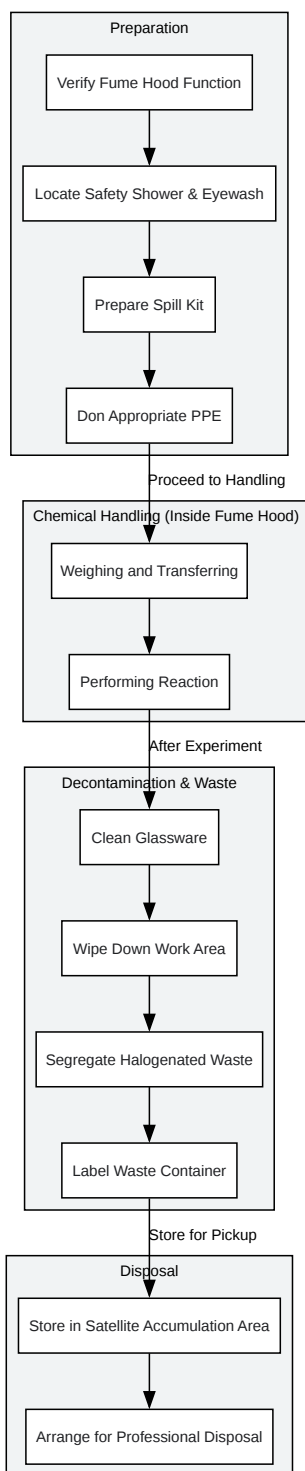 Preparation
Verify Fume Hood Function
Locate Safety Shower & Eyewash
Prepare Spill Kit
Don Appropriate PPE
Proceed to Handling
Chemical Handling (Inside Fume Hood)
Weighing and Transferring
Performing Reaction
After Experiment
Decontamination & Waste
Clean Glassware
Wipe Down Work Area
Segregate Halogenated Waste
Label Waste Container
Store for Pickup
Disposal
Store in Satellite Accumulation Area
Arrange for Professional Disposal